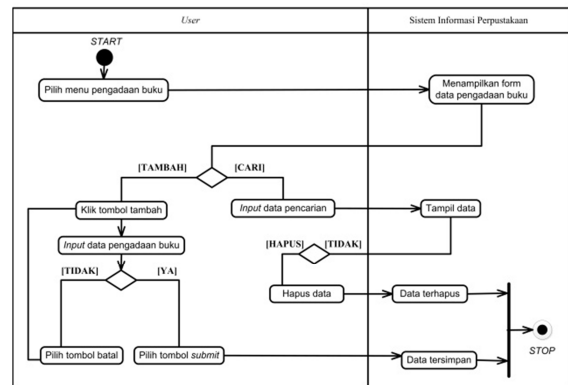 User
Sistem Informasi Perpustakaan
START
Pilih menu pengadaan buku
Menampilkan form
data pengadaan buku
[TAMBAH]
[CARI]
Klik tombol tambah
Input data pencarian
Tampil data
Input data pengadaan buku
[HAPUS]
[TIDAK]
[TIDAK]
[YA]
Hapus data
Data terhapus
STOP
Pilih tombol batal
Pilih tombol submit
Data tersimpan